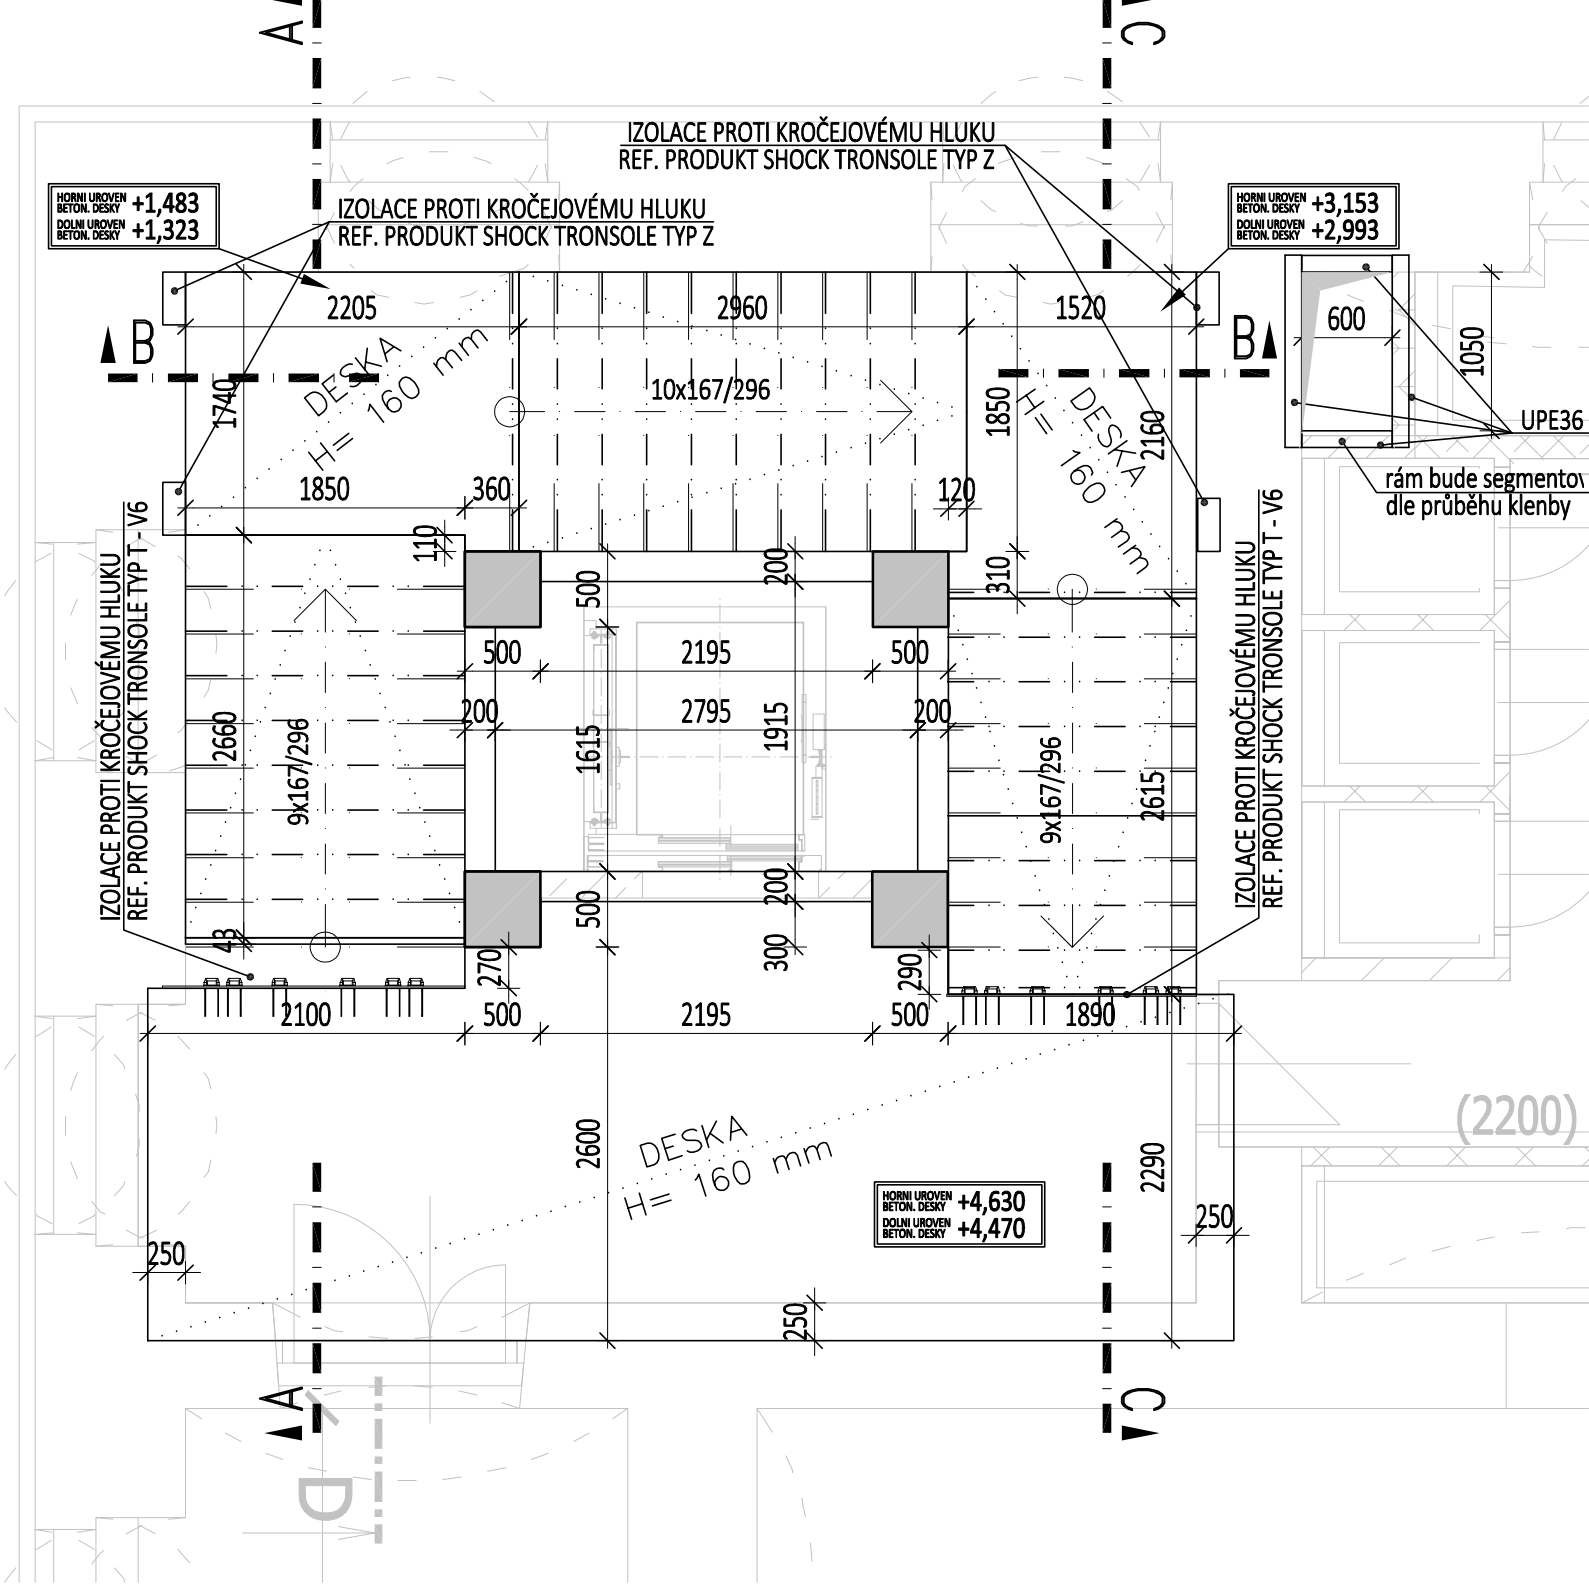 A
C
IZOLACE PROTI KROČEJOVÉMU HLUKU
REF. PRODUKT SHOCK TRONSOLE TYP Z
HORNI UROVEN
BETON. DESKY +1,483
DOLNI UROVEN
BETON. DESKY +1,323
IZOLACE PROTI KROČEJOVÉMU HLUKU
REF. PRODUKT SHOCK TRONSOLE TYP Z
HORNI UROVEN
BETON. DESKY +3,153
DOLNI UROVEN
BETON. DESKY +2,993
2205
2960
1520
600
1050
B
B
DESKA
H= 160 mm
1740
10x167/296
1850
DESKA
H= 160 mm
2160
UPE36
rám bude segmentov
dle průběhu klenby
1850
360
120
110
200
500
310
IZOLACE PROTI KROČEJOVÉMU HLUKU
REF. PRODUKT SHOCK TRONSOLE TYP T - V6
IZOLACE PROTI KROČEJOVÉMU HLUKU
REF. PRODUKT SHOCK TRONSOLE TYP T - V6
500
2195
500
200
2795
200
2660
9x167/296
1615
1915
9x167/296
2615
43
500
200
300
270
290
2100
500
2195
500
1890
2600
DESKA
H= 160 mm
2290
(2200)
HORNI UROVEN
BETON. DESKY +4,630
DOLNI UROVEN
BETON. DESKY +4,470
250
250
250
A
C
D